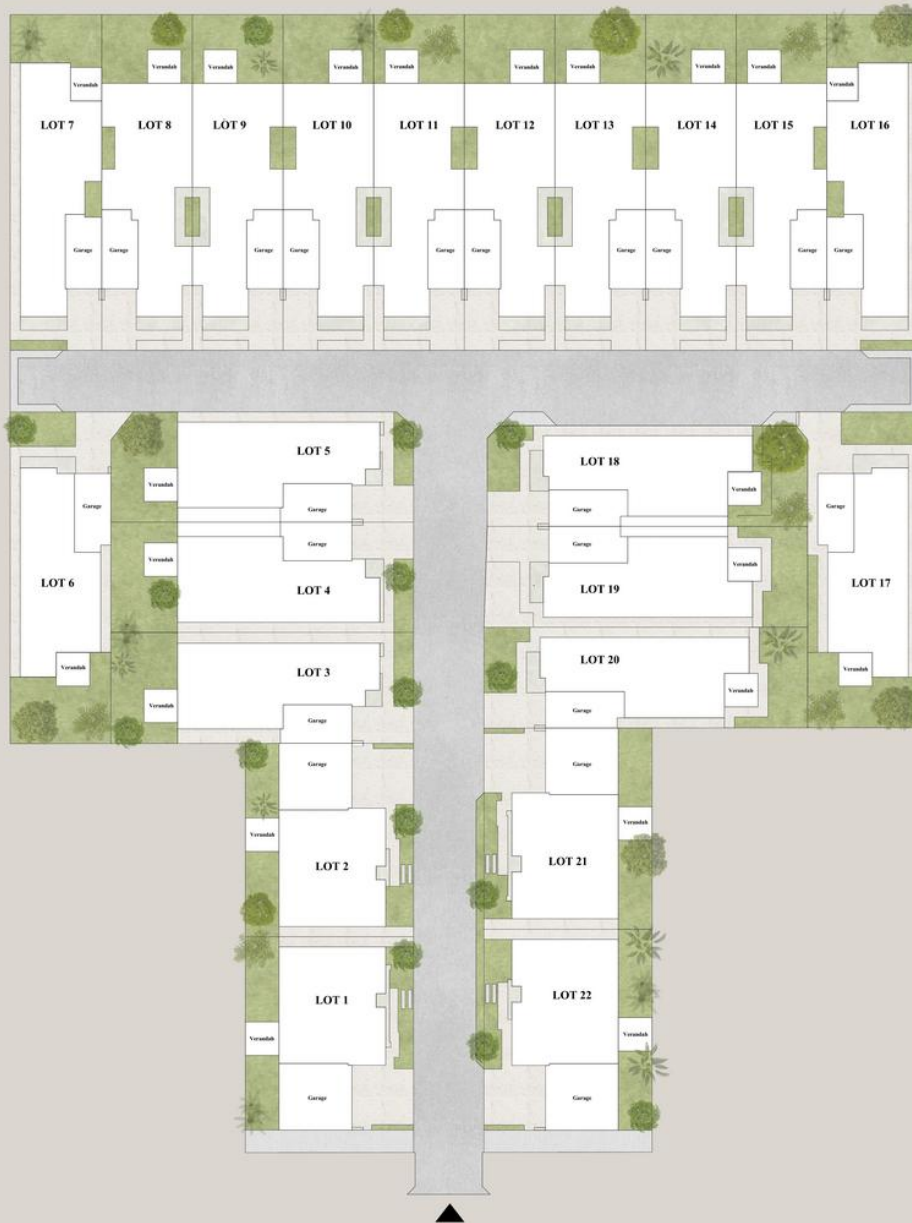 Verandah
Verandah
Verandah
Verandah
Verandah
Verandah
Verandah
Verandah
Verandah
Verandah
LOT 7
LOT 8
LOT 9
LOT 10
LOT 11
LOT 12
LOT 13
LOT 14
LOT 15
LOT 16
Garage
Garage
Garage
Garage
Garage
Garage
Garage
Garage
Garage
Garage
LOT 5
LOT 18
Verandah
Verandah
Garage
Garage
Garage
Garage
Garage
Garage
Verandah
Verandah
LOT 6
LOT 4
LOT 19
LOT 17
LOT 3
LOT 20
Verandah
Verandah
Verandah
Verandah
Garage
Garage
Garage
Garage
Verandah
Verandah
LOT 2
LOT 21
LOT 1
LOT 22
Verandah
Verandah
Garage
Garage